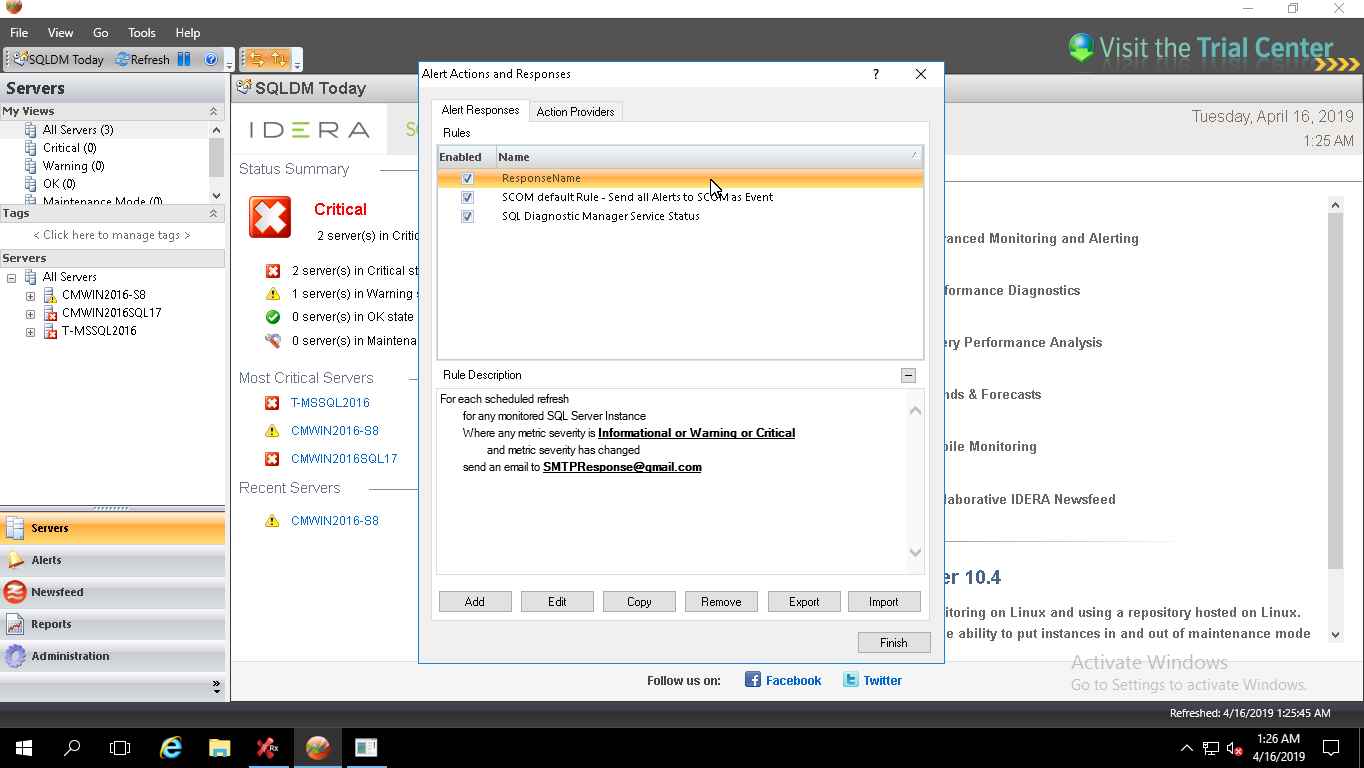 File View Go Tools Help
SQLDM Today Refresh
Visit the Trial Center
Servers
My Views
All Servers (3)
Critical (0)
Warning (0)
OK (0)
Maintenance Mode (0)
Tags
< Click here to manage tags >
Servers
All Servers
CMWIN2016-S8
CMWIN2016SQL17
T-MSSQL2016
Servers
Alerts
Newsfeed
Reports
Administration
SQLDM Today
IDERA
Tuesday, April 16, 2019
1:25 AM
Status Summary
Critical
2 server(s) in Critic
2 server(s) in Critical st
1 server(s) in Warning
0 server(s) in OK state
0 server(s) in Maintena
Most Critical Servers
T-MSSQL2016
CMWIN2016-S8
CMWIN2016SQL17
Recent Servers
CMWIN2016-S8
Alert Actions and Responses
?
Alert Responses Action Providers
Rules
Enabled Name
ResponseName
SCOM default Rule - Send all Alerts to SCOM as Event
SQL Diagnostic Manager Service Status
Rule Description
For each scheduled refresh
for any monitored SQL Server Instance
Where any metric severity is Informational or Warning or Critical
and metric severity has changed
send an email to SMTPResponse@gmail.com
Add Edit Copy Remove Export Import
Finish
anced Monitoring and Alerting
formance Diagnostics
ery Performance Analysis
nds & Forecasts
bile Monitoring
laborative IDERA Newsfeed
er 10.4
itoring on Linux and using a repository hosted on Linux.
e ability to put instances in and out of maintenance mode
Activate Windows
Go to Settings to activate Windows.
Follow us on: Facebook Twitter
Refreshed: 4/16/2019 1:25:45 AM
1:26 AM
4/16/2019